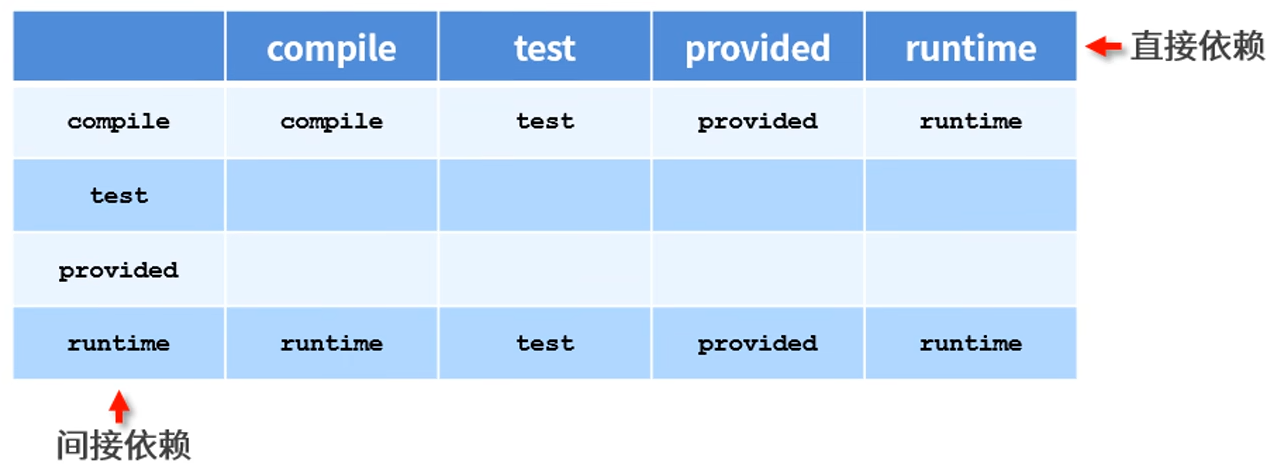 compile test provided runtime 直接依赖
compile compile test provided runtime
test
provided
runtime runtime test provided runtime
间接依赖